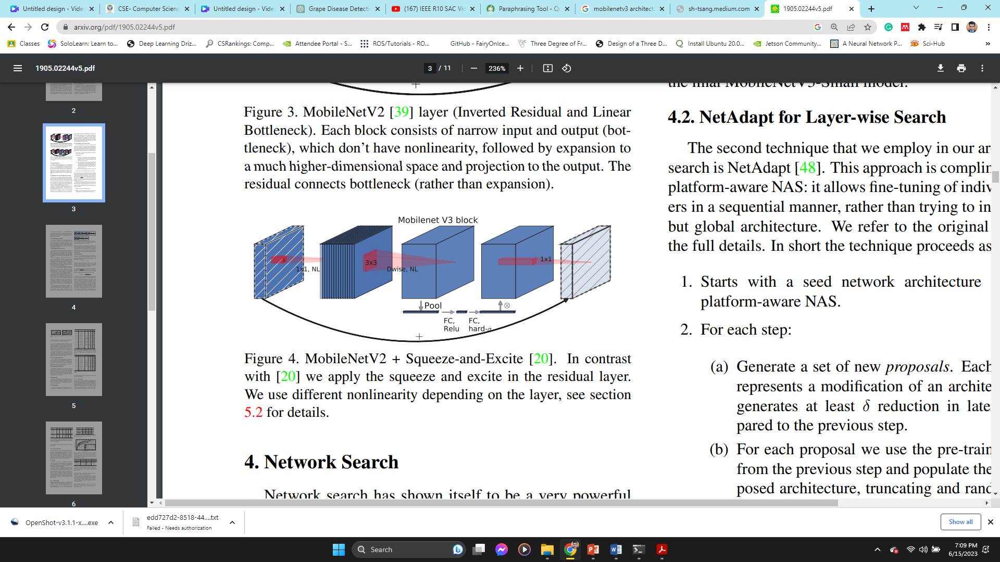 Untitled design - Vide
CSE- Computer Scienc
Untitled design - Vide
Grape Disease Detecti
(167) IEEE R10 SAC Vic
Paraphrasing Tool - Q
mobilenetv3 architect
sh-tsang.medium.com
1905.02244v5.pdf
arxiv.org/pdf/1905.02244v5.pdf
Classes
SoloLearn: Learn to...
Deep Learning Driz...
CSRankings: Comp...
Attendee Portal - S...
ROS/Tutorials - RO...
GitHub - FairyOnIce...
Three Degree of Fr...
Design of a Three D...
Install Ubuntu 20.0...
Jetson Community...
A Neural Network P...
Sci-Hub
»
1905.02244v5.pdf
3 / 11
236%
2
3
4
5
6
+
Figure 3. MobileNetV2 [39] layer (Inverted Residual and Linear
Bottleneck). Each block consists of narrow input and output (bot-
tleneck), which don't have nonlinearity, followed by expansion to
a much higher-dimensional space and projection to the output. The
residual connects bottleneck (rather than expansion).
Mobilenet V3 block
1x1, NL
3x3
Dwise, NL
1x1
Pool
⊗
FC,
Relu
FC,
hard-σ
+
Figure 4. MobileNetV2 + Squeeze-and-Excite [20]. In contrast
with [20] we apply the squeeze and excite in the residual layer.
We use different nonlinearity depending on the layer, see section
5.2 for details.
4. Network Search
Network search has shown itself to be a very powerful
the final MobileNetV3-Small model.
4.2. NetAdapt for Layer-wise Search
The second technique that we employ in our ar
search is NetAdapt [48]. This approach is complim
platform-aware NAS: it allows fine-tuning of indiv
ers in a sequential manner, rather than trying to in
but global architecture. We refer to the original
the full details. In short the technique proceeds as
1. Starts with a seed network architecture
platform-aware NAS.
2. For each step:
(a) Generate a set of new proposals. Each
represents a modification of an archite
generates at least δ reduction in late
pared to the previous step.
(b) For each proposal we use the pre-train
from the previous step and populate the
posed architecture, truncating and rand
OpenShot-v3.1.1-x....exe
edd727d2-8518-44....txt
Failed - Needs authorization
Show all
Search
7:09 PM
6/15/2023